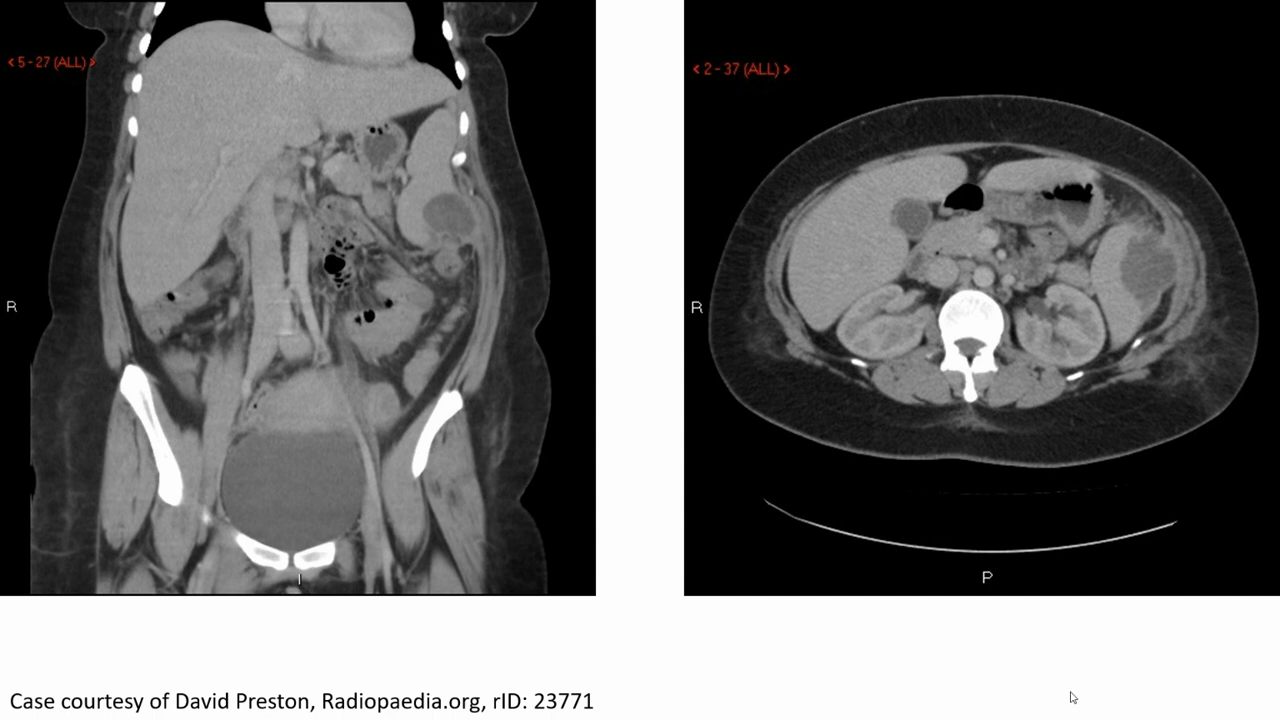 < 5 - 27 (ALL) >
< 2 - 37 (ALL) >
R
R
I
P
Case courtesy of David Preston, Radiopaedia.org, rID: 23771